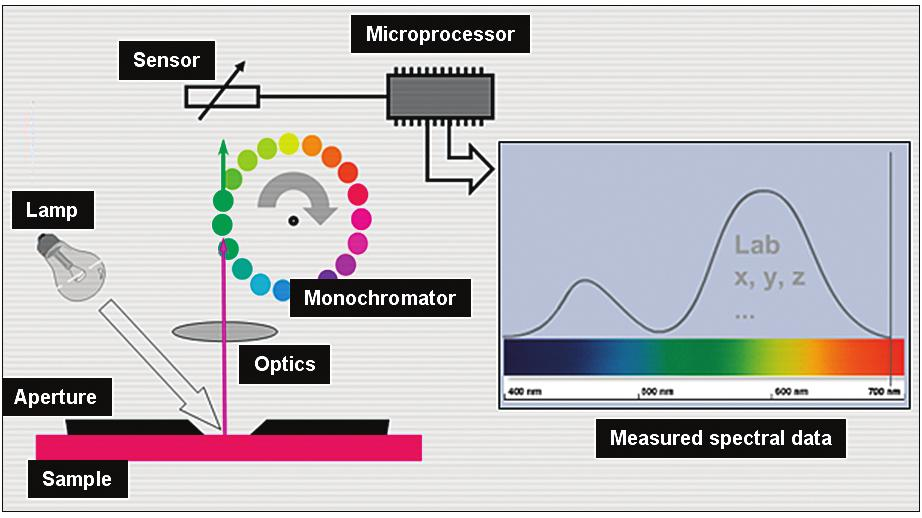 Microprocessor
Sensor
Lamp
Monochromator
Optics
Aperture
Sample
Lab
x, y, z
...
400 nm 500 nm 600 nm 700 nm
Measured spectral data